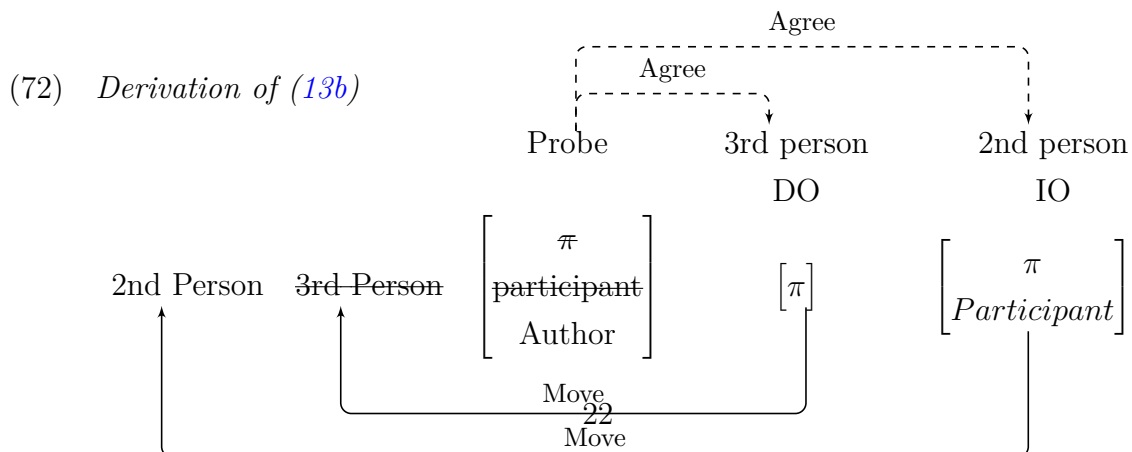 Agree
Agree
(72) Derivation of (13b)
Probe 3rd person 2nd person
DO IO
π
2nd Person 3rd Person participant [π] π
Author Participant
Move
22
Move